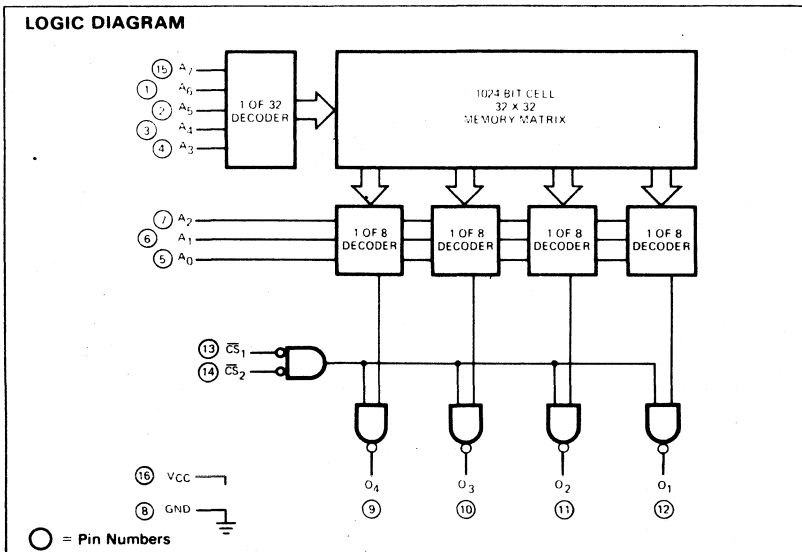 LOGIC DIAGRAM
15 A7
1 A6
2 A5
3 A4
4 A3
1 OF 32
DECODER
1024 BIT CELL
32 X 32
MEMORY MATRIX
7 A2
6 A1
5 A0
1 OF 8
DECODER
1 OF 8
DECODER
1 OF 8
DECODER
1 OF 8
DECODER
13 C̅S̅1
14 C̅S̅2
16 VCC
8 GND
O4
9
O3
10
O2
11
O1
12
= Pin Numbers